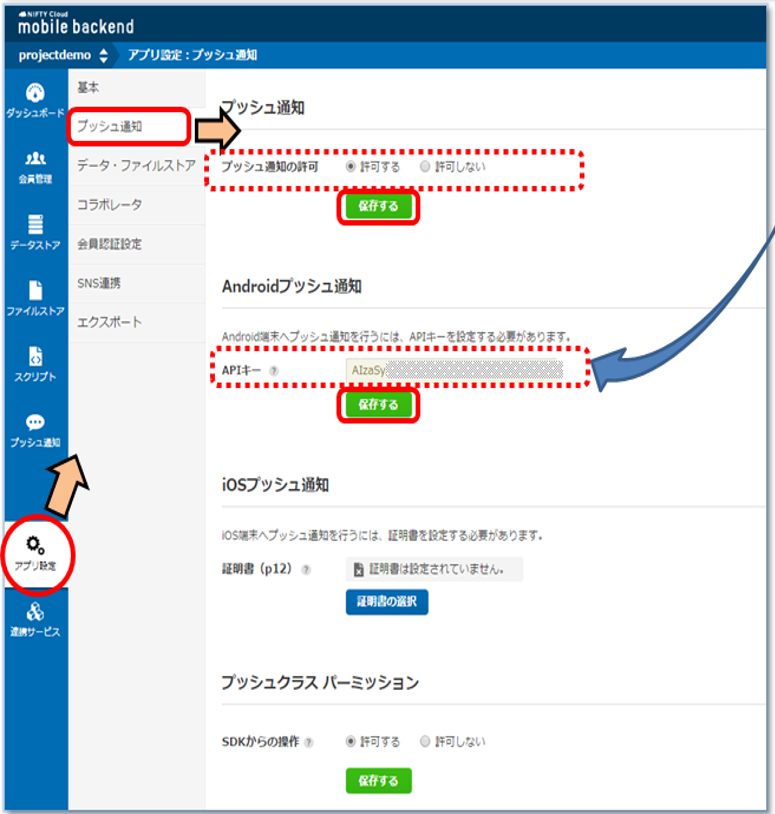 NIFTY Cloud
mobile backend
projectdemo アプリ設定 : プッシュ通知
ダッシュボード
会員管理
データストア
ファイルストア
スクリプト
プッシュ通知
アプリ設定
連携サービス
基本
プッシュ通知
データ・ファイルストア
コラボレータ
会員認証設定
SNS連携
エクスポート
プッシュ通知
プッシュ通知の許可 許可する 許可しない
保存する
Androidプッシュ通知
Android端末へプッシュ通知を行うには、APIキーを設定する必要があります。
APIキー ? AIzaSy
保存する
iOSプッシュ通知
iOS端末へプッシュ通知を行うには、証明書を設定する必要があります。
証明書（p12） ? 証明書は設定されていません。
証明書の選択
プッシュクラス パーミッション
SDKからの操作 ? 許可する 許可しない
保存する